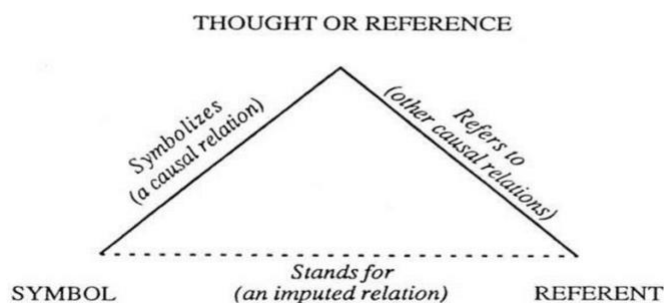 THOUGHT OR REFERENCE
Symbolizes
(a causal relation)
Refers to
(other causal relations)
Stands for
(an imputed relation)
SYMBOL
REFERENT